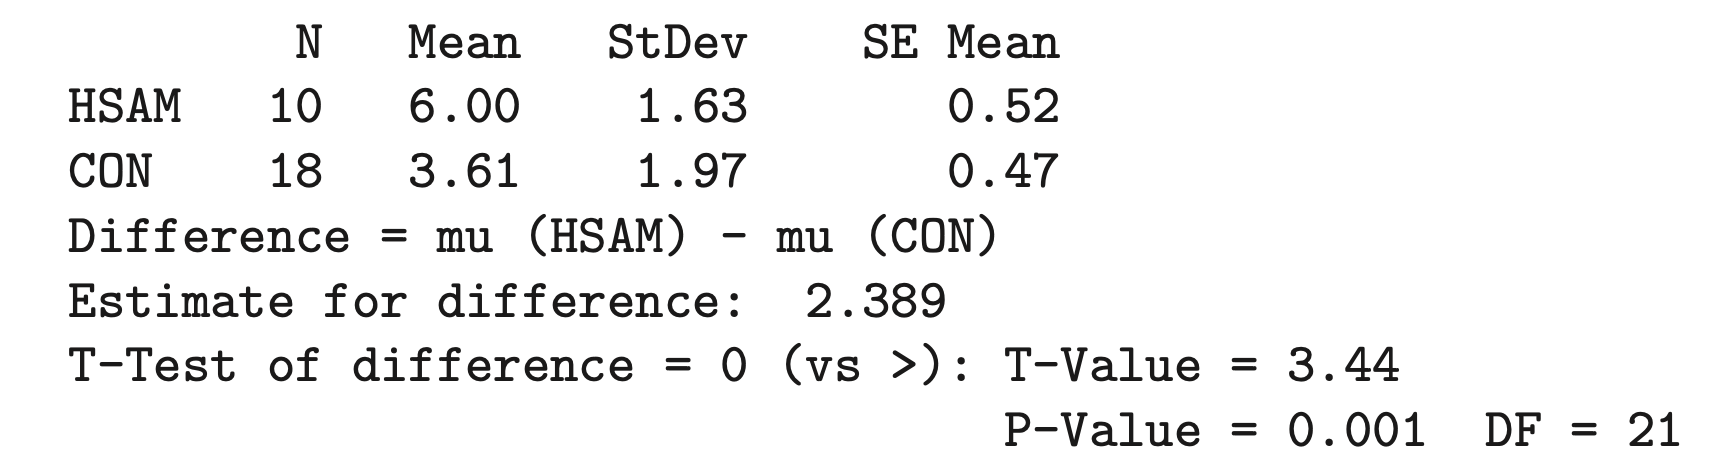 N Mean StDev SE Mean
HSAM 10 6.00 1.63 0.52
CON 18 3.61 1.97 0.47
Difference = mu (HSAM) - mu (CON)
Estimate for difference: 2.389
T-Test of difference = 0 (vs >): T-Value = 3.44
P-Value = 0.001 DF = 21